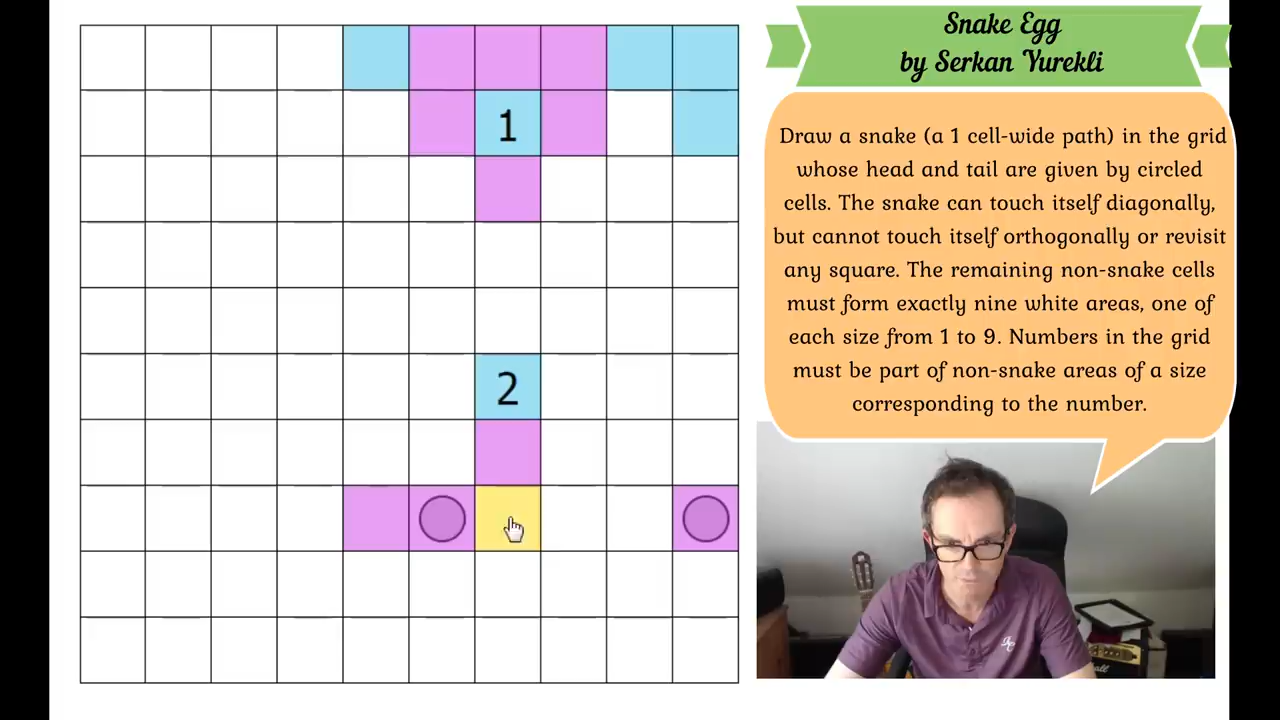 Snake Egg
by Serkan Yurekli
Draw a snake (a 1 cell-wide path) in the grid
whose head and tail are given by circled
cells. The snake can touch itself diagonally,
but cannot touch itself orthogonally or revisit
any square. The remaining non-snake cells
must form exactly nine white areas, one of
each size from 1 to 9. Numbers in the grid
must be part of non-snake areas of a size
corresponding to the number.
1
2